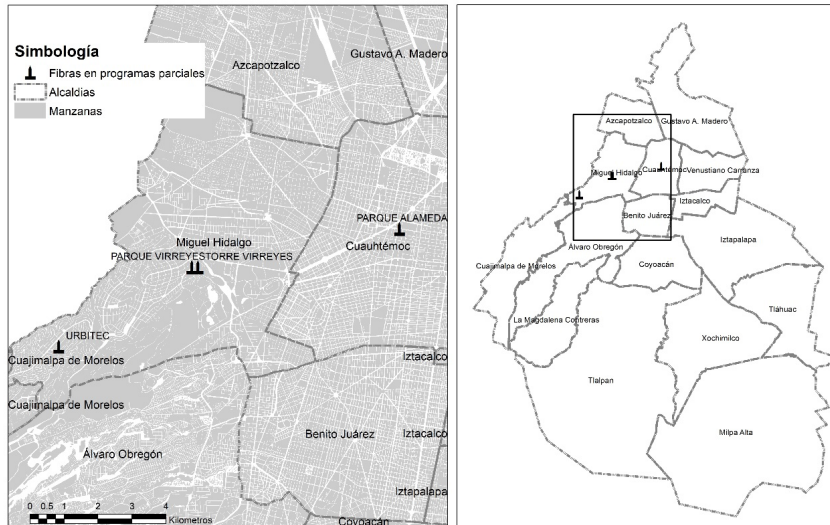 Simbología
Fibras en programas parciales
Alcaldias
Manzanas
Azcapotzalco
Gustavo A. Madero
PARQUE ALAMEDA
Cuauhtémoc
Miguel Hidalgo
PARQUE VIRREYES TORRE VIRREYES
URBITEC
Cuajimalpa de Morelos
Iztacalco
Cuajimalpa de Morelos
Benito Juárez
Iztacalco
Álvaro Obregón
Iztapalapa
Coyoacán
0 0.5 1 2 3 4
Kilometros
Azcapotzalco
Gustavo A. Madero
Miguel Hidalgo
Cuauhtémoc
Venustiano Carranza
Iztacalco
Benito Juárez
Álvaro Obregón
Iztapalapa
Cuajimalpa de Morelos
Coyoacán
Tláhuac
La Magdalena Contreras
Xochimilco
Tlalpan
Milpa Alta